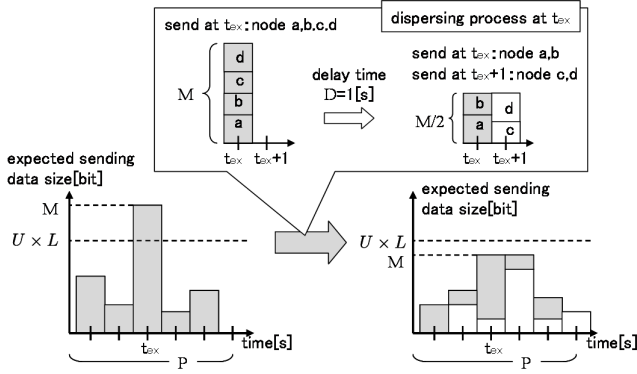 dispersing process at tex
send at tex:node a,b,c,d
d
c
b
a
M
tex
tex+1
delay time
D=1[s]
send at tex:node a,b
send at tex+1:node c,d
b
d
a
c
M/2
tex
tex+1
expected sending
data size[bit]
M
U × L
tex
time[s]
P
expected sending
data size[bit]
U × L
M
tex
time[s]
P